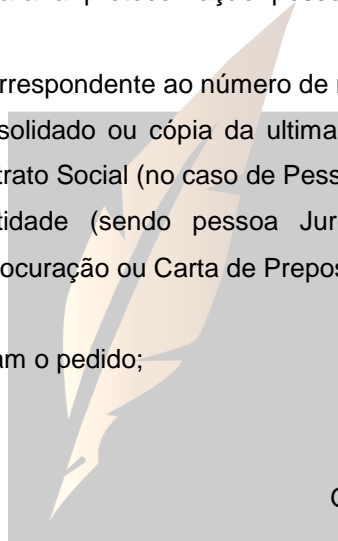 rrespondente ao número de
solidado ou cópia da ultima
trato Social (no caso de Pess
tidade (sendo pessoa Jur
ocuração ou Carta de Prepos
am o pedido;